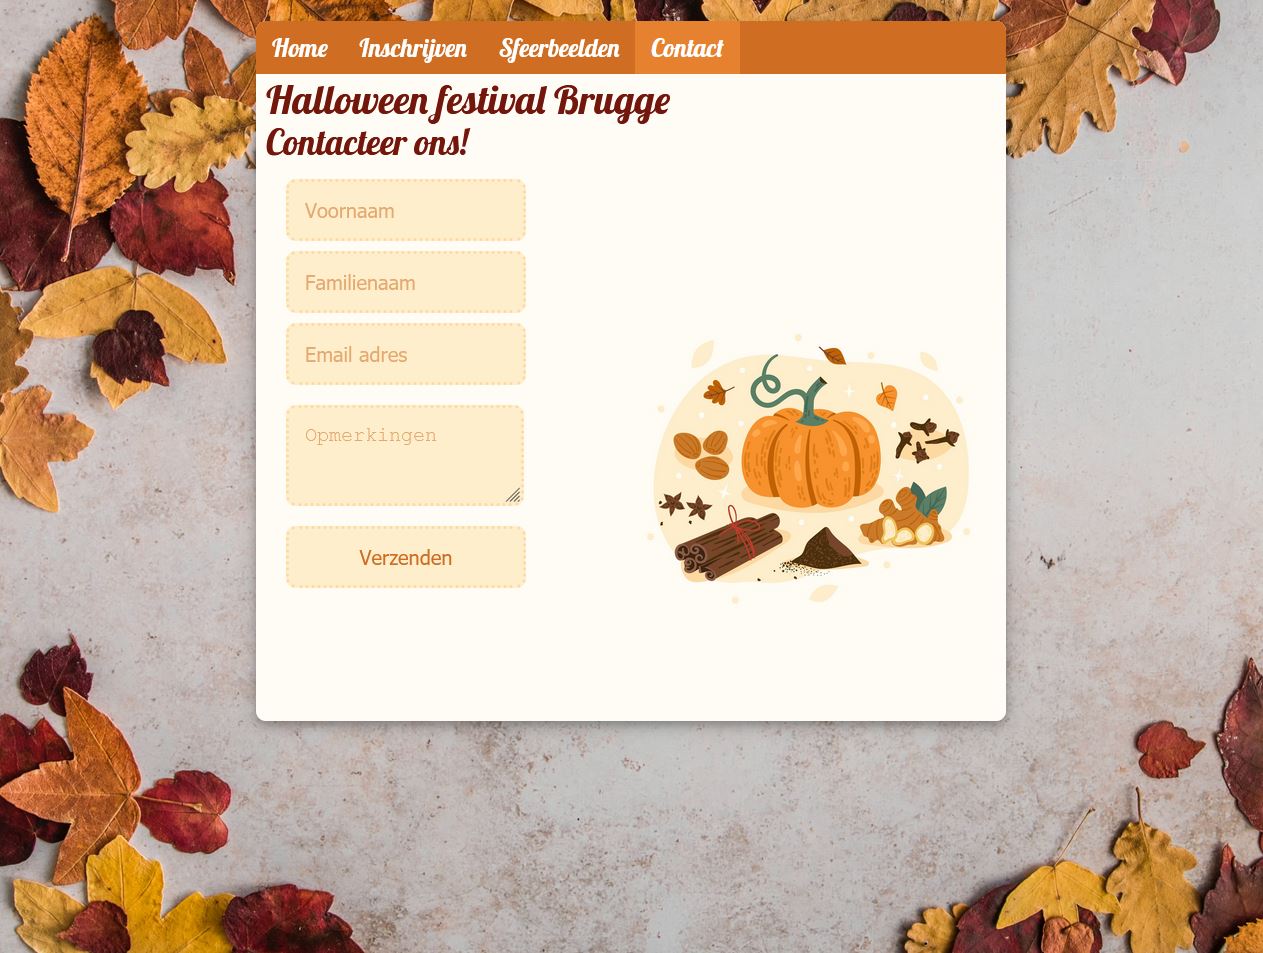 Home Inschrijven Sfeerbeelden Contact
Halloween festival Brugge
Contacteer ons!
Voornaam
Familienaam
Email adres
Opmerkingen
Verzenden